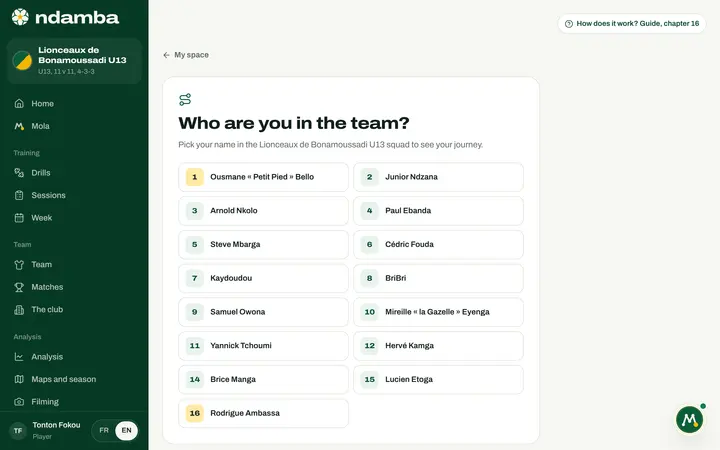 ndamba
How does it work? Guide, chapter 16
Lionceaux de
Bonamoussadi U13
U13, 11 v 11, 4-3-3
Home
Mola
Training
Drills
Sessions
Week
Team
Team
Matches
The club
Analysis
Analysis
Maps and season
Filming
TF
Tonton Fokou
Player
FR
EN
My space
Who are you in the team?
Pick your name in the Lionceaux de Bonamoussadi U13 squad to see your journey.
1 Ousmane « Petit Pied » Bello
2 Junior Ndzana
3 Arnold Nkolo
4 Paul Ebanda
5 Steve Mbarga
6 Cédric Fouda
7 Kaydoudou
8 BriBri
9 Samuel Owona
10 Mireille « la Gazelle » Eyenga
11 Yannick Tchoumi
12 Hervé Kamga
14 Brice Manga
15 Lucien Etoga
16 Rodrigue Ambassa